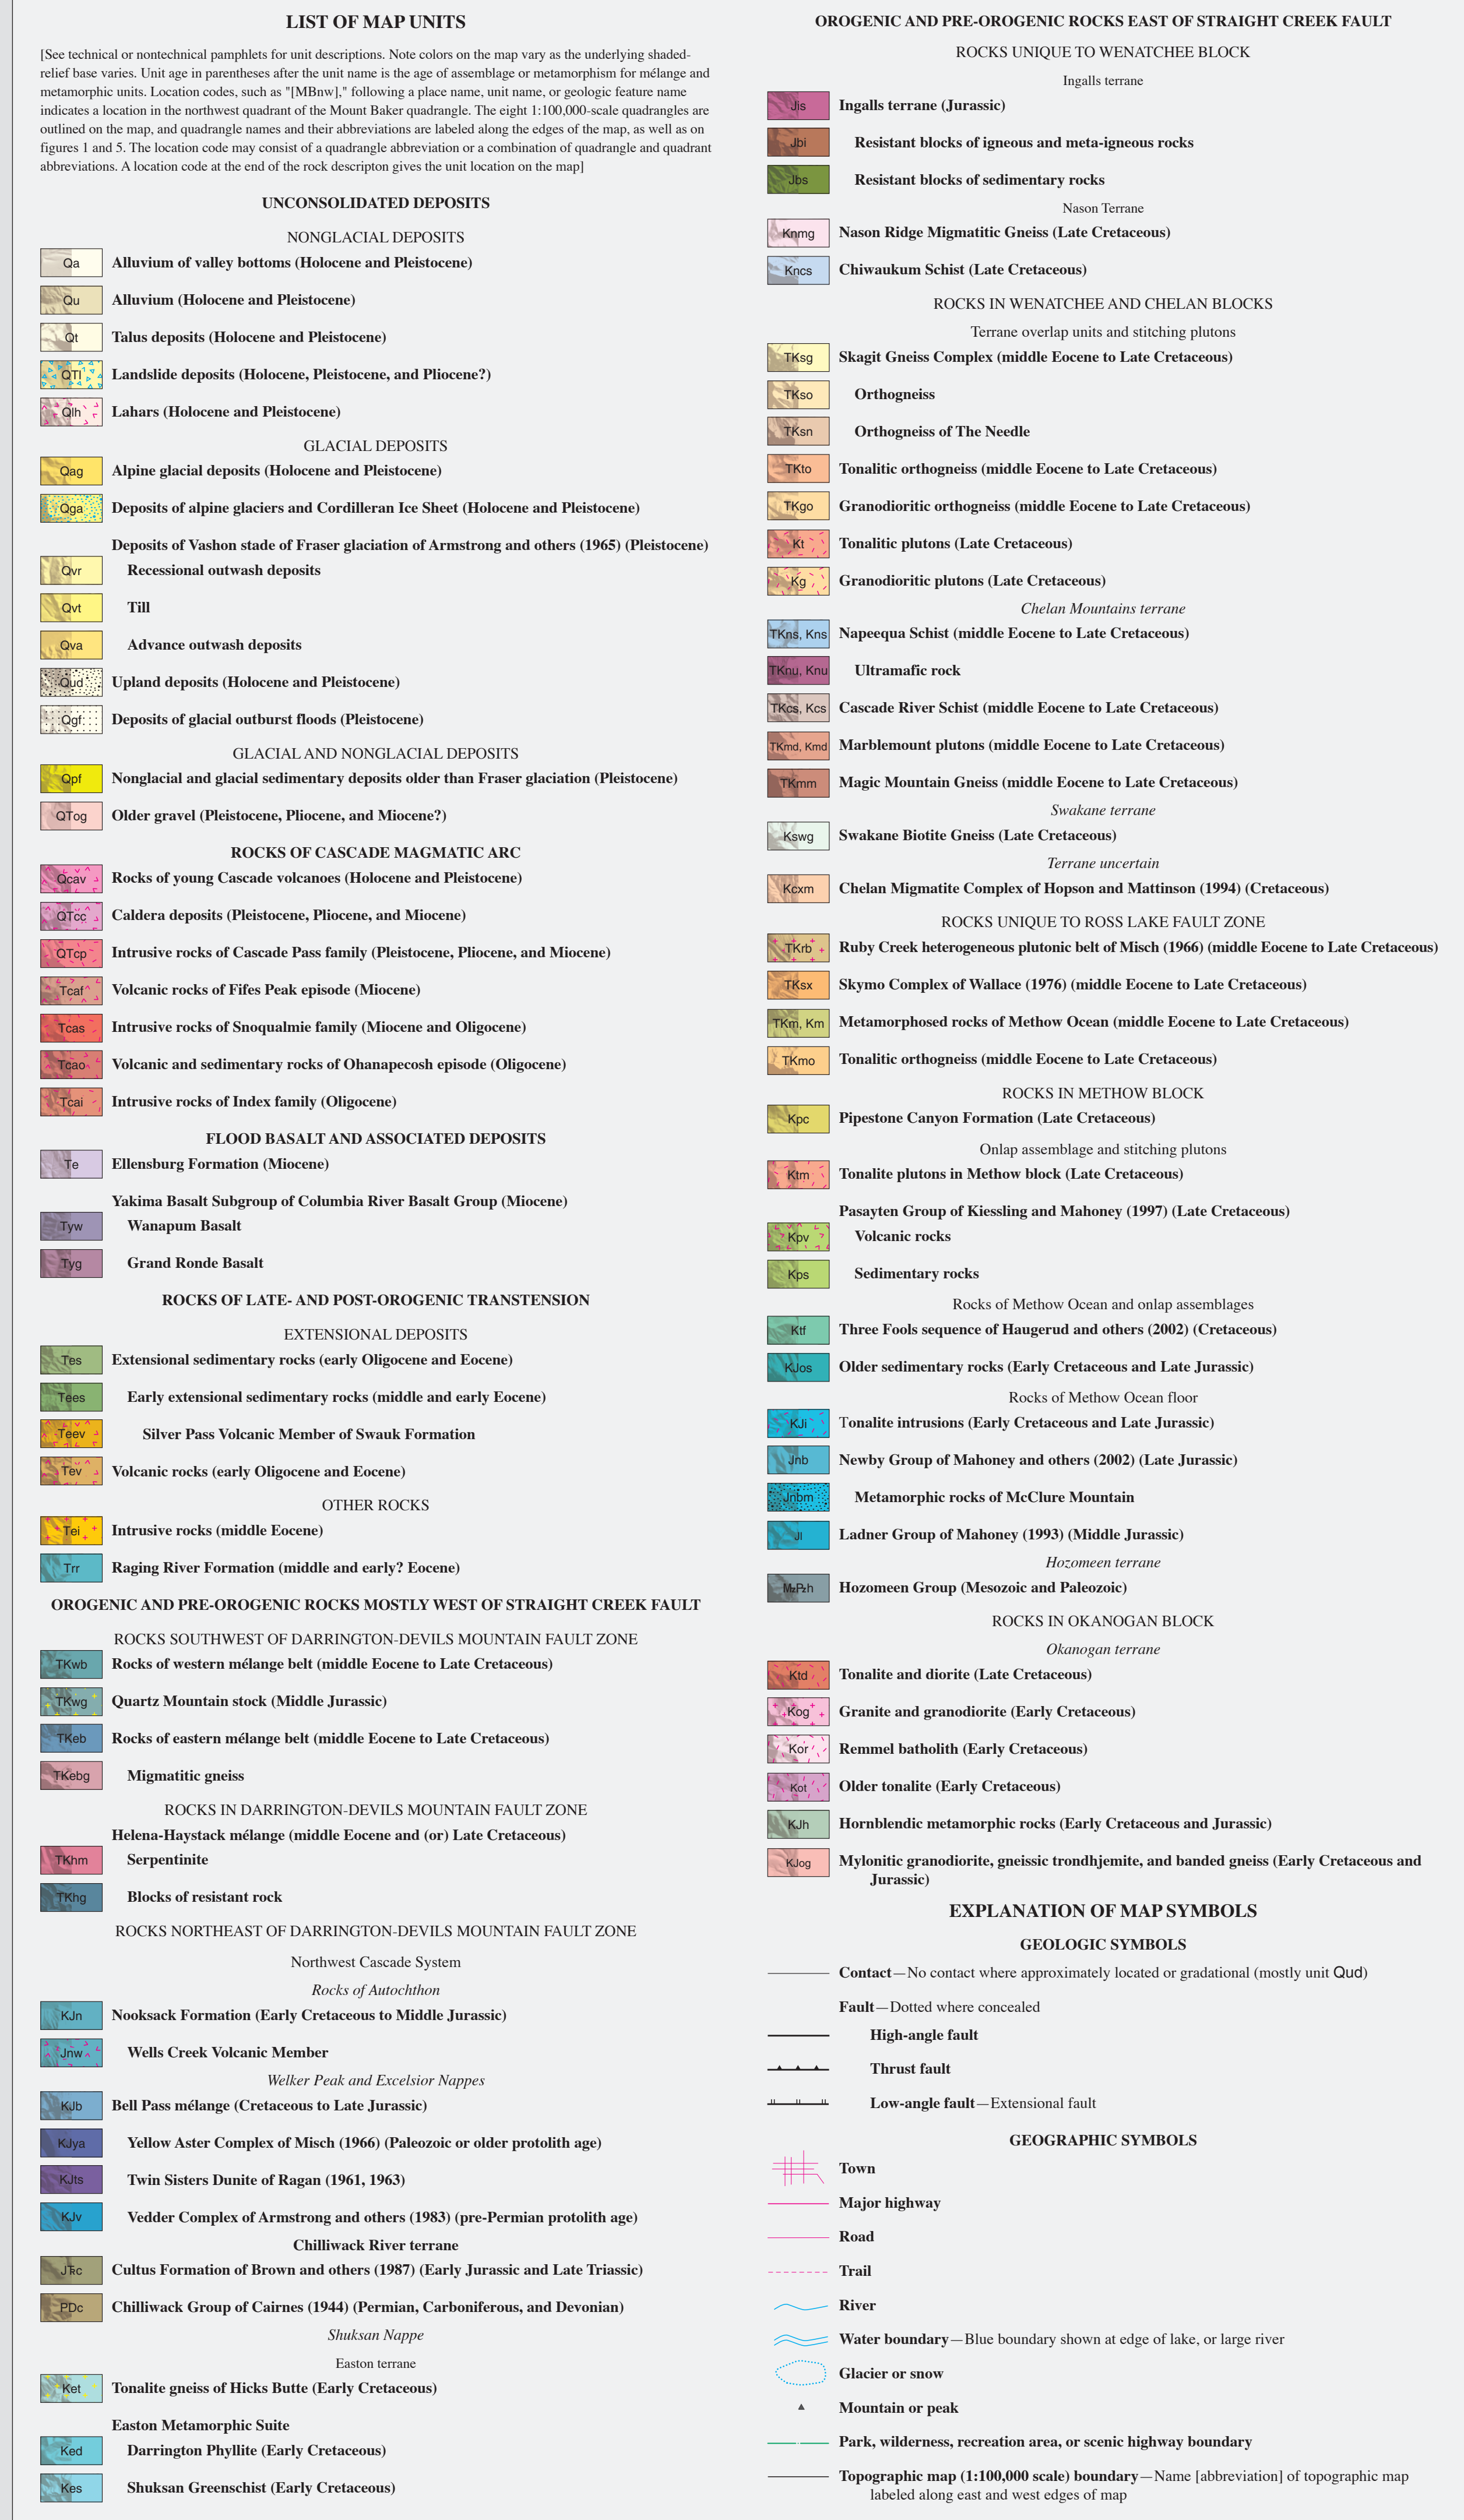 LIST OF MAP UNITS
[See technical or nontechnical pamphlets for unit descriptions. Note colors on the map vary as the underlying shaded-
relief base varies. Unit age in parentheses after the unit name is the age of assemblage or metamorphism for mélange and
metamorphic units. Location codes, such as "[MBnw]," following a place name, unit name, or geologic feature name
indicates a location in the northwest quadrant of the Mount Baker quadrangle. The eight 1:100,000-scale quadrangles are
outlined on the map, and quadrangle names and their abbreviations are labeled along the edges of the map, as well as on
figures 1 and 5. The location code may consist of a quadrangle abbreviation or a combination of quadrangle and quadrant
abbreviations. A location code at the end of the rock descripton gives the unit location on the map]
UNCONSOLIDATED DEPOSITS
NONGLACIAL DEPOSITS
Qa Alluvium of valley bottoms (Holocene and Pleistocene)
Qu Alluvium (Holocene and Pleistocene)
Qt Talus deposits (Holocene and Pleistocene)
QTl Landslide deposits (Holocene, Pleistocene, and Pliocene?)
Qlh Lahars (Holocene and Pleistocene)
GLACIAL DEPOSITS
Qag Alpine glacial deposits (Holocene and Pleistocene)
Qga Deposits of alpine glaciers and Cordilleran Ice Sheet (Holocene and Pleistocene)
Deposits of Vashon stade of Fraser glaciation of Armstrong and others (1965) (Pleistocene)
Qvr Recessional outwash deposits
Qvt Till
Qva Advance outwash deposits
Qud Upland deposits (Holocene and Pleistocene)
Qgf Deposits of glacial outburst floods (Pleistocene)
GLACIAL AND NONGLACIAL DEPOSITS
Qpf Nonglacial and glacial sedimentary deposits older than Fraser glaciation (Pleistocene)
QTog Older gravel (Pleistocene, Pliocene, and Miocene?)
ROCKS OF CASCADE MAGMATIC ARC
Qcav Rocks of young Cascade volcanoes (Holocene and Pleistocene)
QTcc Caldera deposits (Pleistocene, Pliocene, and Miocene)
QTcp Intrusive rocks of Cascade Pass family (Pleistocene, Pliocene, and Miocene)
Tcaf Volcanic rocks of Fifes Peak episode (Miocene)
Tcas Intrusive rocks of Snoqualmie family (Miocene and Oligocene)
Tcao Volcanic and sedimentary rocks of Ohanapecosh episode (Oligocene)
Tcai Intrusive rocks of Index family (Oligocene)
FLOOD BASALT AND ASSOCIATED DEPOSITS
Te Ellensburg Formation (Miocene)
Yakima Basalt Subgroup of Columbia River Basalt Group (Miocene)
Tyw Wanapum Basalt
Tyg Grand Ronde Basalt
ROCKS OF LATE- AND POST-OROGENIC TRANSTENSION
EXTENSIONAL DEPOSITS
Tes Extensional sedimentary rocks (early Oligocene and Eocene)
Tees Early extensional sedimentary rocks (middle and early Eocene)
Teev Silver Pass Volcanic Member of Swauk Formation
Tev Volcanic rocks (early Oligocene and Eocene)
OTHER ROCKS
Tei Intrusive rocks (middle Eocene)
Trr Raging River Formation (middle and early? Eocene)
OROGENIC AND PRE-OROGENIC ROCKS MOSTLY WEST OF STRAIGHT CREEK FAULT
ROCKS SOUTHWEST OF DARRINGTON-DEVILS MOUNTAIN FAULT ZONE
TKwb Rocks of western mélange belt (middle Eocene to Late Cretaceous)
TKwg Quartz Mountain stock (Middle Jurassic)
TKeb Rocks of eastern mélange belt (middle Eocene to Late Cretaceous)
TKebg Migmatitic gneiss
ROCKS IN DARRINGTON-DEVILS MOUNTAIN FAULT ZONE
Helena-Haystack mélange (middle Eocene and (or) Late Cretaceous)
TKhm Serpentinite
TKhg Blocks of resistant rock
ROCKS NORTHEAST OF DARRINGTON-DEVILS MOUNTAIN FAULT ZONE
Northwest Cascade System
Rocks of Autochthon
KJn Nooksack Formation (Early Cretaceous to Middle Jurassic)
Jnw Wells Creek Volcanic Member
Welker Peak and Excelsior Nappes
KJb Bell Pass mélange (Cretaceous to Late Jurassic)
KJya Yellow Aster Complex of Misch (1966) (Paleozoic or older protolith age)
KJts Twin Sisters Dunite of Ragan (1961, 1963)
KJv Vedder Complex of Armstrong and others (1983) (pre-Permian protolith age)
Chilliwack River terrane
JTrc Cultus Formation of Brown and others (1987) (Early Jurassic and Late Triassic)
PDc Chilliwack Group of Cairnes (1944) (Permian, Carboniferous, and Devonian)
Shuksan Nappe
Easton terrane
Ket Tonalite gneiss of Hicks Butte (Early Cretaceous)
Easton Metamorphic Suite
Ked Darrington Phyllite (Early Cretaceous)
Kes Shuksan Greenschist (Early Cretaceous)
OROGENIC AND PRE-OROGENIC ROCKS EAST OF STRAIGHT CREEK FAULT
ROCKS UNIQUE TO WENATCHEE BLOCK
Ingalls terrane
Jis Ingalls terrane (Jurassic)
Jbi Resistant blocks of igneous and meta-igneous rocks
Jbs Resistant blocks of sedimentary rocks
Nason Terrane
Knmg Nason Ridge Migmatitic Gneiss (Late Cretaceous)
Kncs Chiwaukum Schist (Late Cretaceous)
ROCKS IN WENATCHEE AND CHELAN BLOCKS
Terrane overlap units and stitching plutons
TKsg Skagit Gneiss Complex (middle Eocene to Late Cretaceous)
TKso Orthogneiss
TKsn Orthogneiss of The Needle
TKto Tonalitic orthogneiss (middle Eocene to Late Cretaceous)
TKgo Granodioritic orthogneiss (middle Eocene to Late Cretaceous)
Kt Tonalitic plutons (Late Cretaceous)
Kg Granodioritic plutons (Late Cretaceous)
Chelan Mountains terrane
TKns, Kns Napeequa Schist (middle Eocene to Late Cretaceous)
TKnu, Knu Ultramafic rock
TKcs, Kcs Cascade River Schist (middle Eocene to Late Cretaceous)
TKmd, Kmd Marblemount plutons (middle Eocene to Late Cretaceous)
TKmm Magic Mountain Gneiss (middle Eocene to Late Cretaceous)
Swakane terrane
Kswg Swakane Biotite Gneiss (Late Cretaceous)
Terrane uncertain
Kcxm Chelan Migmatite Complex of Hopson and Mattinson (1994) (Cretaceous)
ROCKS UNIQUE TO ROSS LAKE FAULT ZONE
TKrb Ruby Creek heterogeneous plutonic belt of Misch (1966) (middle Eocene to Late Cretaceous)
TKsx Skymo Complex of Wallace (1976) (middle Eocene to Late Cretaceous)
TKm, Km Metamorphosed rocks of Methow Ocean (middle Eocene to Late Cretaceous)
TKmo Tonalitic orthogneiss (middle Eocene to Late Cretaceous)
ROCKS IN METHOW BLOCK
Kpc Pipestone Canyon Formation (Late Cretaceous)
Onlap assemblage and stitching plutons
Ktm Tonalite plutons in Methow block (Late Cretaceous)
Pasayten Group of Kiessling and Mahoney (1997) (Late Cretaceous)
Kpv Volcanic rocks
Kps Sedimentary rocks
Rocks of Methow Ocean and onlap assemblages
Ktf Three Fools sequence of Haugerud and others (2002) (Cretaceous)
KJos Older sedimentary rocks (Early Cretaceous and Late Jurassic)
Rocks of Methow Ocean floor
KJi Tonalite intrusions (Early Cretaceous and Late Jurassic)
Jnb Newby Group of Mahoney and others (2002) (Late Jurassic)
Jnbm Metamorphic rocks of McClure Mountain
Jl Ladner Group of Mahoney (1993) (Middle Jurassic)
Hozomeen terrane
MzPzh Hozomeen Group (Mesozoic and Paleozoic)
ROCKS IN OKANOGAN BLOCK
Okanogan terrane
Ktd Tonalite and diorite (Late Cretaceous)
Kog Granite and granodiorite (Early Cretaceous)
Kor Remmel batholith (Early Cretaceous)
Kot Older tonalite (Early Cretaceous)
KJh Hornblendic metamorphic rocks (Early Cretaceous and Jurassic)
KJog Mylonitic granodiorite, gneissic trondhjemite, and banded gneiss (Early Cretaceous and
Jurassic)
EXPLANATION OF MAP SYMBOLS
GEOLOGIC SYMBOLS
Contact—No contact where approximately located or gradational (mostly unit Qud)
Fault—Dotted where concealed
High-angle fault
Thrust fault
Low-angle fault—Extensional fault
GEOGRAPHIC SYMBOLS
Town
Major highway
Road
Trail
River
Water boundary—Blue boundary shown at edge of lake, or large river
Glacier or snow
Mountain or peak
Park, wilderness, recreation area, or scenic highway boundary
Topographic map (1:100,000 scale) boundary—Name [abbreviation] of topographic map
labeled along east and west edges of map